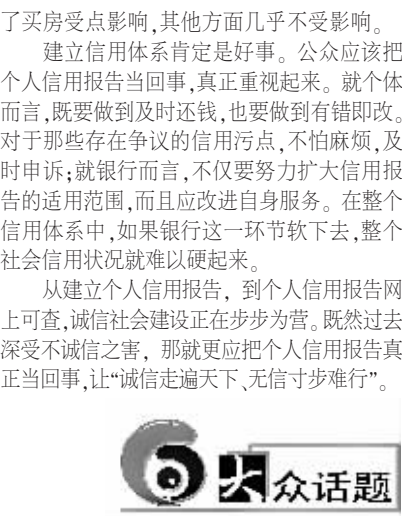 了买房受点影响,其他方面几乎不受影响。
建立信用体系肯定是好事。公众应该把
个人信用报告当回事,真正重视起来。就个体
而言,既要做到及时还钱,也要做到有错即改。
对于那些存在争议的信用污点,不怕麻烦,及
时申诉;就银行而言,不仅要努力扩大信用报
告的适用范围,而且应改进自身服务。在整个
信用体系中,如果银行这一环节软下去,整个
社会信用状况就难以硬起来。
从建立个人信用报告,到个人信用报告网
上可查,诚信社会建设正在步步为营。既然过去
深受不诚信之害,那就更应把个人信用报告真
正当回事,让“诚信走遍天下、无信寸步难行”。
大众话题